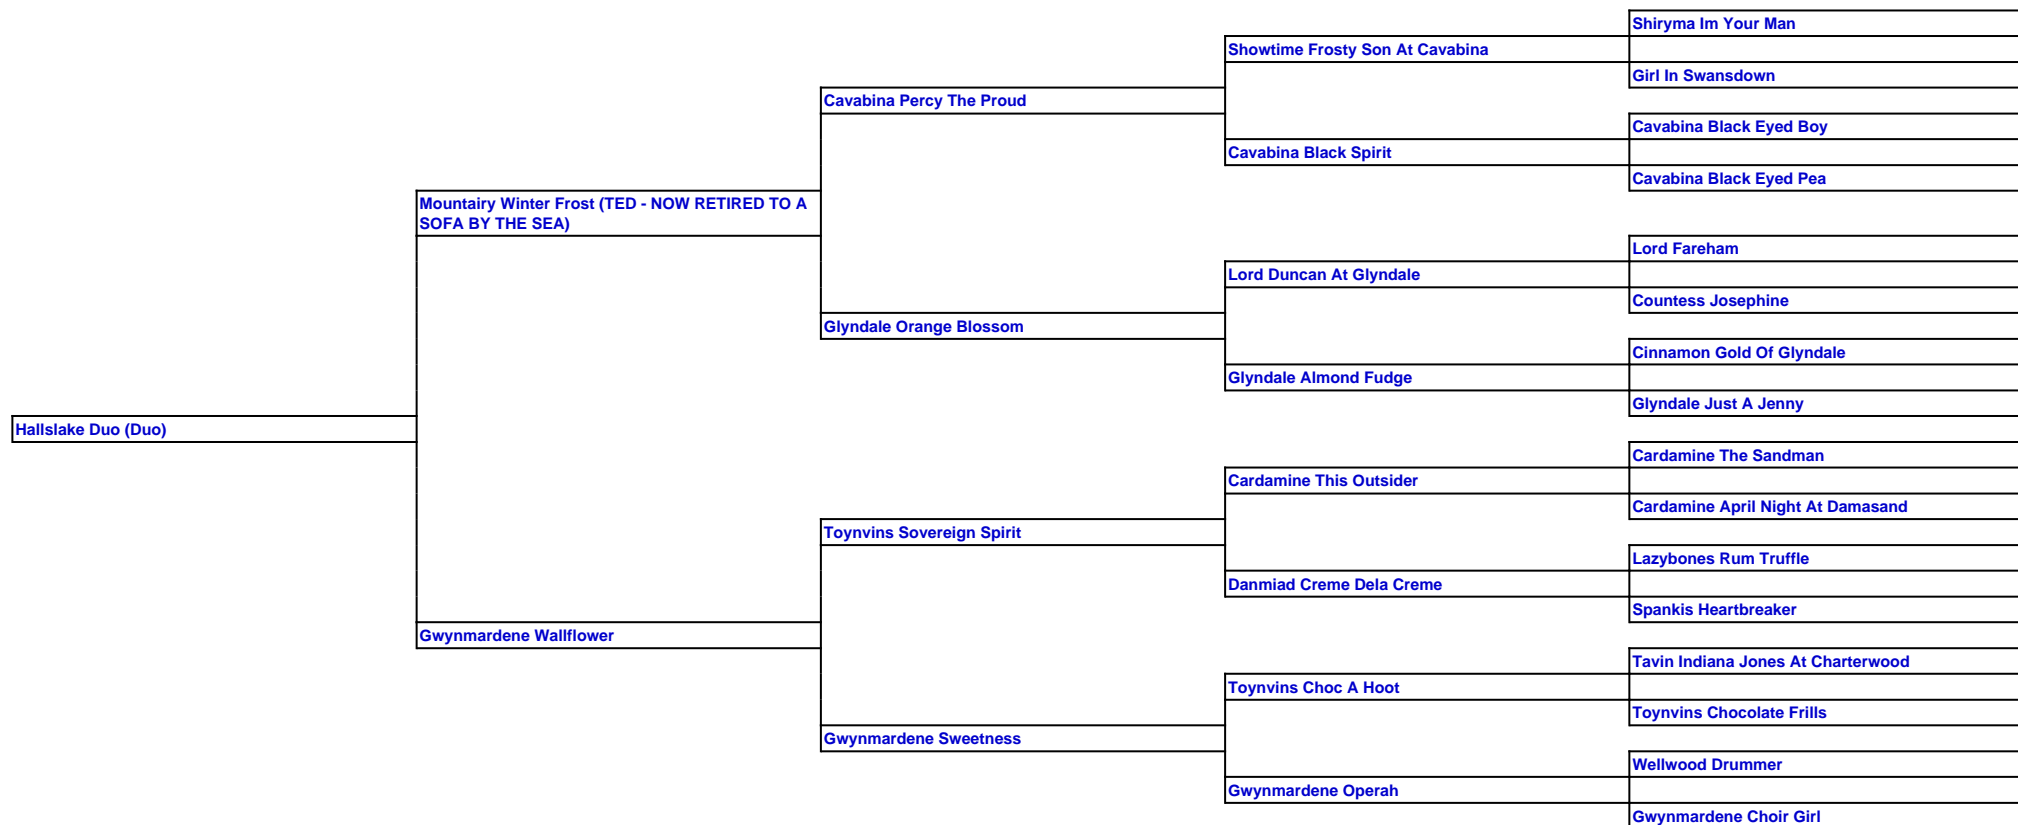 Shiryma Im Your Man
Showtime Frosty Son At Cavabina
Girl In Swansdown
Cavabina Percy The Proud
Cavabina Black Eyed Boy
Cavabina Black Spirit
Cavabina Black Eyed Pea
Mountairy Winter Frost (TED - NOW RETIRED TO A
SOFA BY THE SEA)
Lord Fareham
Lord Duncan At Glyndale
Countess Josephine
Glyndale Orange Blossom
Cinnamon Gold Of Glyndale
Glyndale Almond Fudge
Glyndale Just A Jenny
Hallslake Duo (Duo)
Cardamine The Sandman
Cardamine This Outsider
Cardamine April Night At Damasand
Toynvins Sovereign Spirit
Lazybones Rum Truffle
Danmiad Creme Dela Creme
Spankis Heartbreaker
Gwynmardene Wallflower
Tavin Indiana Jones At Charterwood
Toynvins Choc A Hoot
Toynvins Chocolate Frills
Gwynmardene Sweetness
Wellwood Drummer
Gwynmardene Operah
Gwynmardene Choir Girl